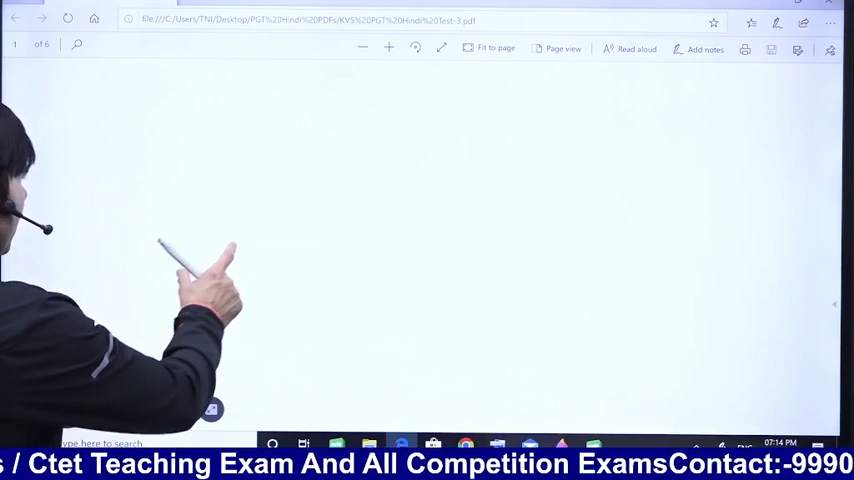 file:///C:/Users/TNI/Desktop/PGT%20Hindi%20PDFs/KVS%20PGT%20Hindi%20Test-3.pdf
1 of 6 Fit to page Page view Read aloud Add notes
ype here to search
07:14 PM
s / Ctet Teaching Exam And All Competition ExamsContact:-9990